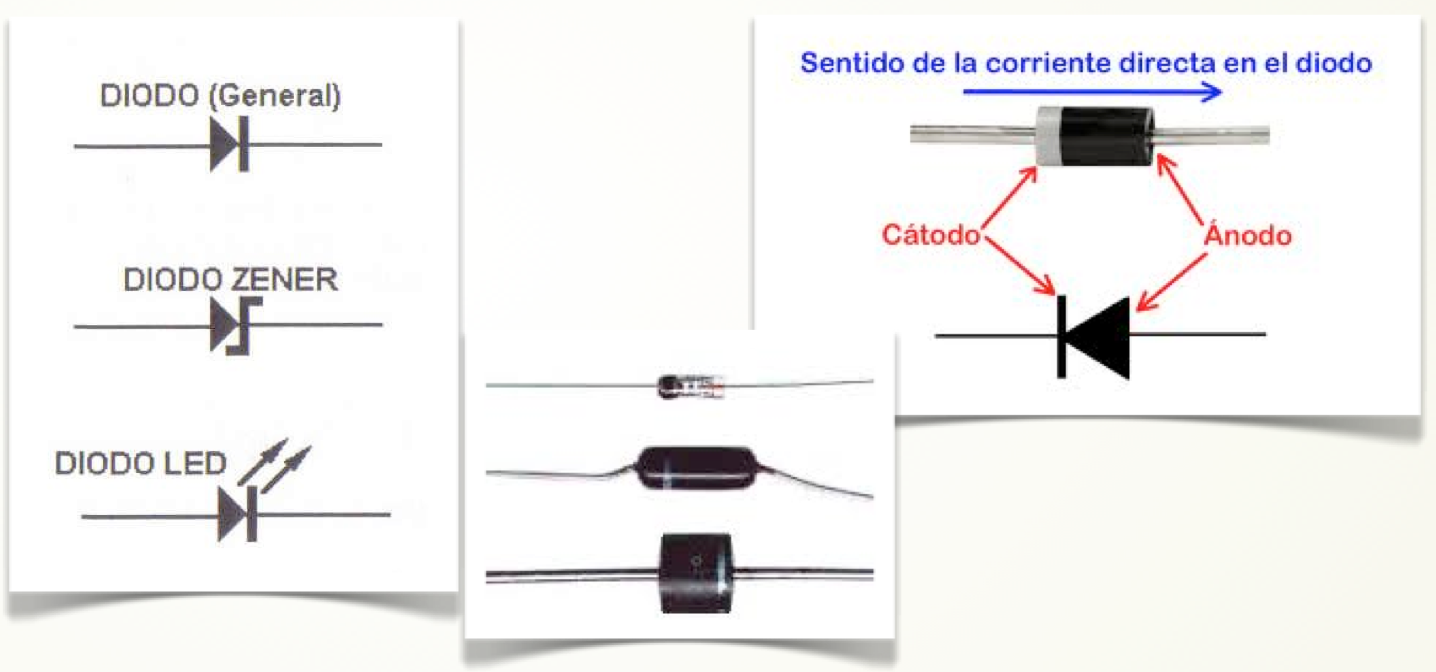 DIODO (General)
DIODO ZENER
DIODO LED
Sentido de la corriente directa en el diodo
Cátodo
Ánodo